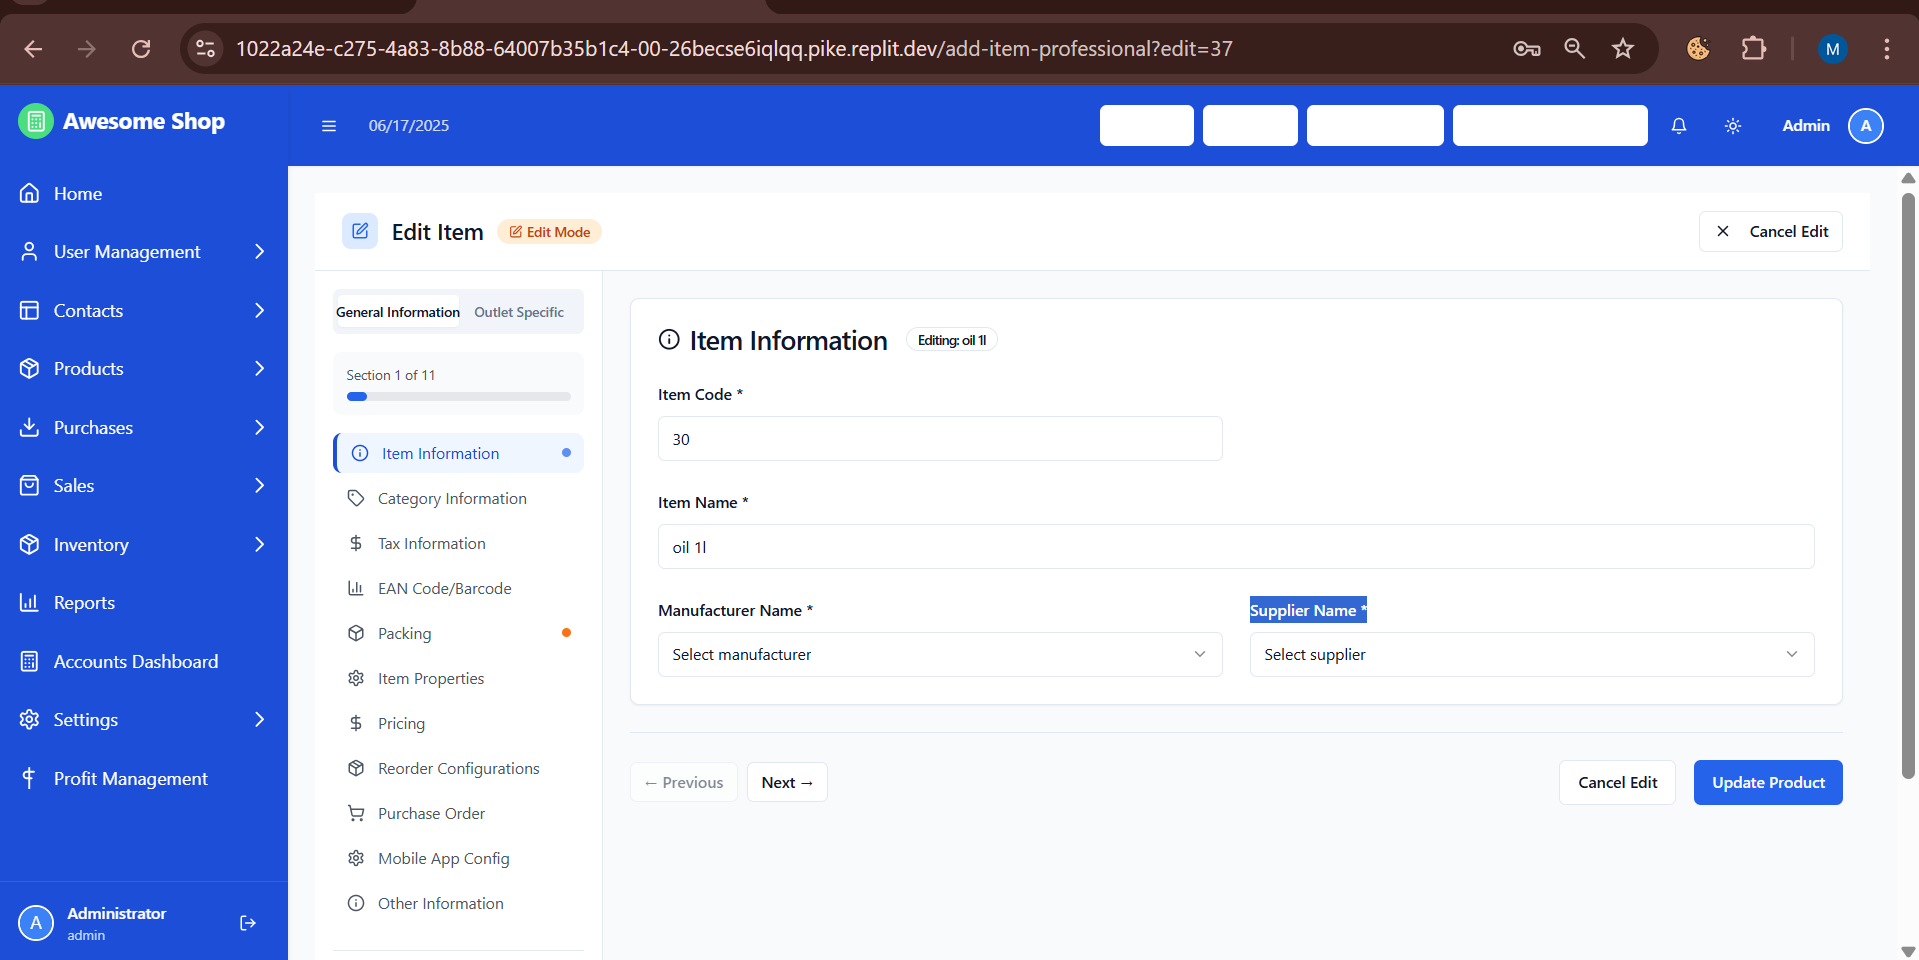 1022a24e-c275-4a83-8b88-64007b35b1c4-00-26becse6iqlqq.pike.replit.dev/add-item-professional?edit=37
M
Awesome Shop
06/17/2025
Admin
A
Home
User Management
Contacts
Products
Purchases
Sales
Inventory
Reports
Accounts Dashboard
Settings
Profit Management
A
Administrator
admin
Edit Item
Edit Mode
Cancel Edit
General Information
Outlet Specific
Section 1 of 11
Item Information
Category Information
Tax Information
EAN Code/Barcode
Packing
Item Properties
Pricing
Reorder Configurations
Purchase Order
Mobile App Config
Other Information
Item Information
Editing: oil 1l
Item Code *
30
Item Name *
oil 1l
Manufacturer Name *
Supplier Name *
Select manufacturer
Select supplier
← Previous
Next →
Cancel Edit
Update Product